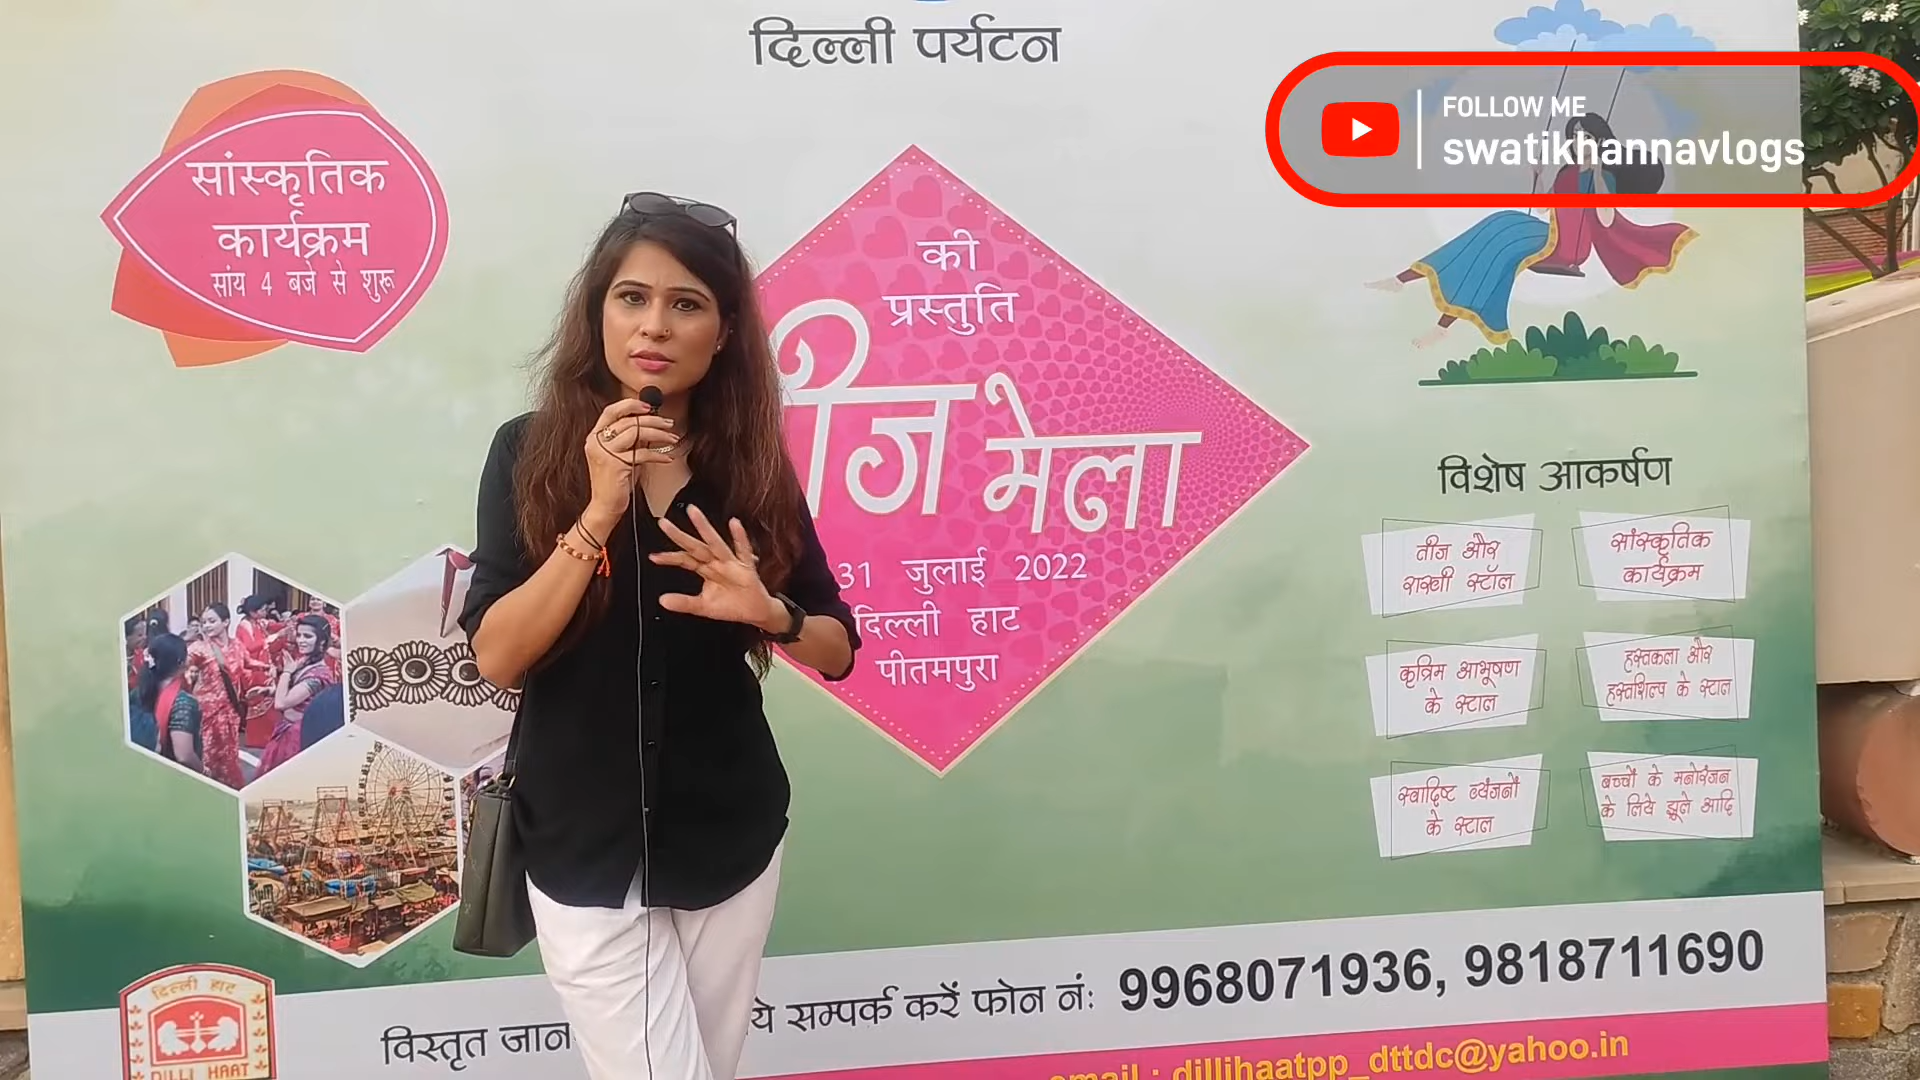 दिल्ली पर्यटन
FOLLOW ME
swatikhannavlogs
सांस्कृतिक
कार्यक्रम
सांय 4 बजे से शुरू
की
प्रस्तुति
तीज मेला
31 जुलाई 2022
दिल्ली हाट
पीतमपुरा
विशेष आकर्षण
तीज और
राखी स्टॉल
सांस्कृतिक
कार्यक्रम
कृत्रिम आभूषण
के स्टाल
हस्तकला और
हस्तशिल्प के स्टाल
स्वादिष्ट व्यंजनों
के स्टाल
बच्चों के मनोरंजन
के लिये झूले आदि
दिल्ली हाट
DILLI HAAT
विस्तृत जान
ये सम्पर्क करें फोन नं: 9968071936, 9818711690
email : dillihaatpp_dttdc@yahoo.in